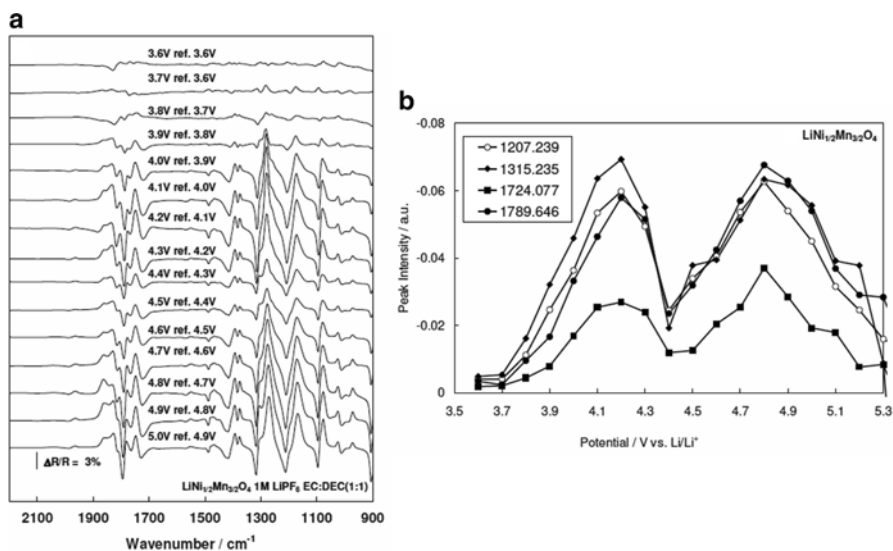 a
3.6V ref. 3.6V
3.7V ref. 3.6V
3.8V ref. 3.7V
3.9V ref. 3.8V
4.0V ref. 3.9V
4.1V ref. 4.0V
4.2V ref. 4.1V
4.3V ref. 4.2V
4.4V ref. 4.3V
4.5V ref. 4.4V
4.6V ref. 4.5V
4.7V ref. 4.6V
4.8V ref. 4.7V
4.9V ref. 4.8V
5.0V ref. 4.9V
ΔR/R = 3%
LiNi₁/₂Mn₃/₂O₄ 1M LiPF₆ EC:DEC(1:1)
2100 1900 1700 1500 1300 1100 900
Wavenumber / cm⁻¹
b
-0.08
-0.06
-0.04
-0.02
0
Peak Intensity / a.u.
LiNi₁/₂Mn₃/₂O₄
1207.239
1315.235
1724.077
1789.646
3.5 3.7 3.9 4.1 4.3 4.5 4.7 4.9 5.1 5.3
Potential / V vs. Li/Li⁺